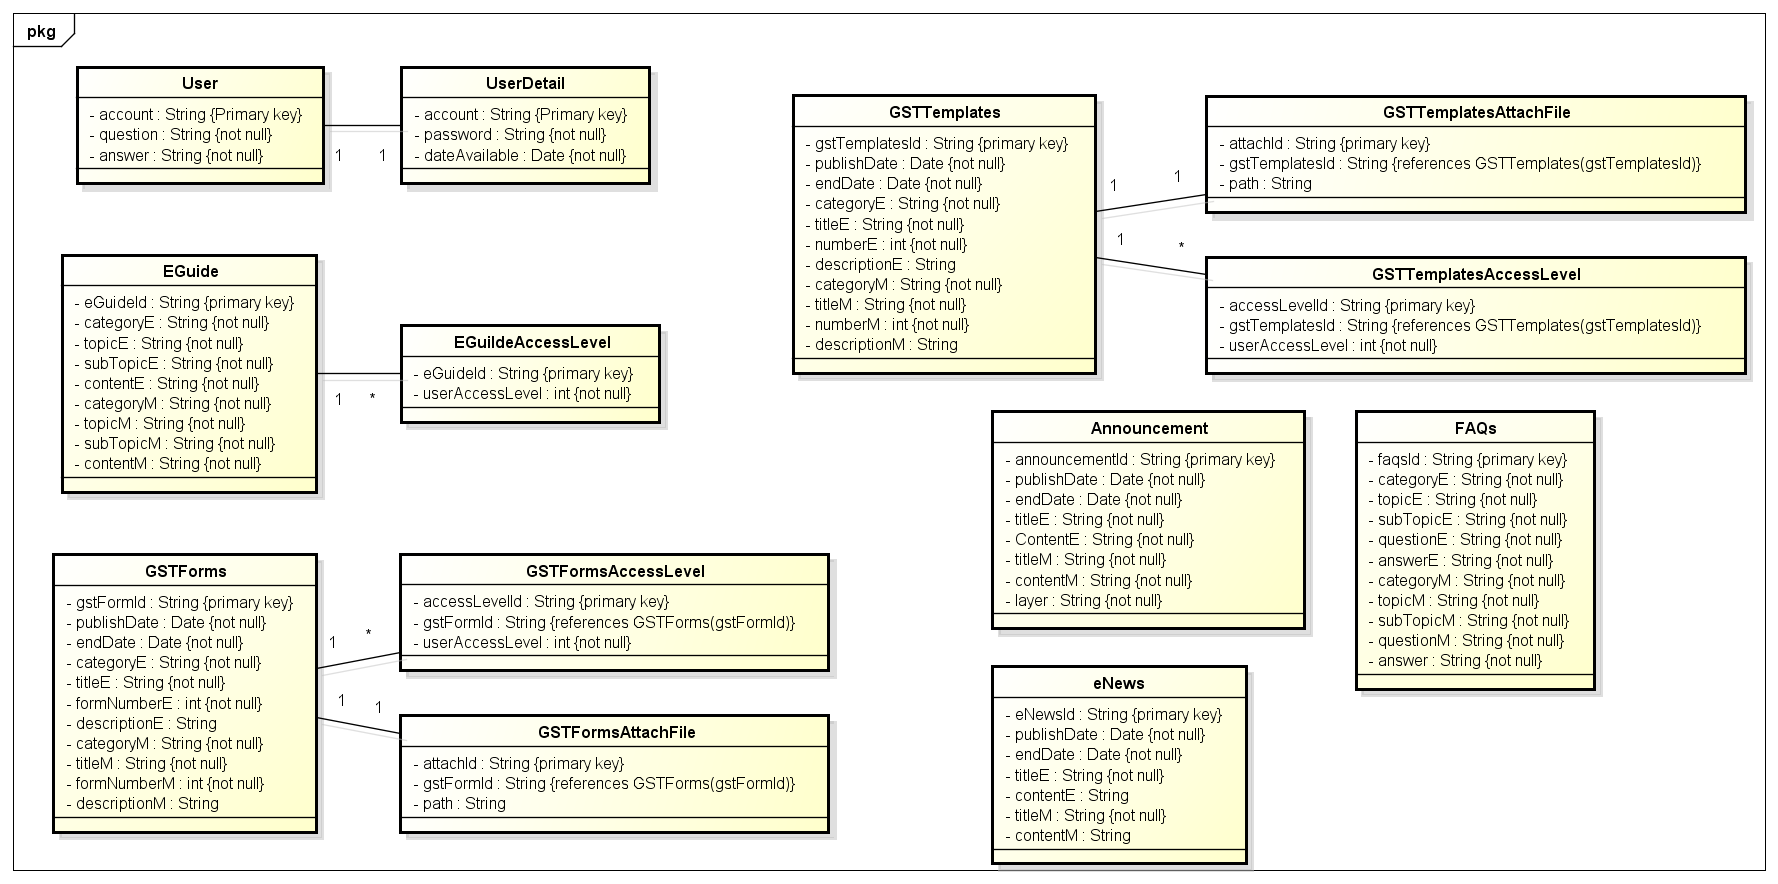 pkg
User
- account : String {Primary key}
- question : String {not null}
- answer : String {not null}
1
1
UserDetail
- account : String {Primary key}
- password : String {not null}
- dateAvailable : Date {not null}
EGuide
- eGuideId : String {primary key}
- categoryE : String {not null}
- topicE : String {not null}
- subTopicE : String {not null}
- contentE : String {not null}
- categoryM : String {not null}
- topicM : String {not null}
- subTopicM : String {not null}
- contentM : String {not null}
1
*
EGuildeAccessLevel
- eGuideId : String {primary key}
- userAccessLevel : int {not null}
GSTForms
- gstFormId : String {primary key}
- publishDate : Date {not null}
- endDate : Date {not null}
- categoryE : String {not null}
- titleE : String {not null}
- formNumberE : int {not null}
- descriptionE : String
- categoryM : String {not null}
- titleM : String {not null}
- formNumberM : int {not null}
- descriptionM : String
1
*
GSTFormsAccessLevel
- accessLevelId : String {primary key}
- gstFormId : String {references GSTForms(gstFormId)}
- userAccessLevel : int {not null}
1
1
GSTFormsAttachFile
- attachId : String {primary key}
- gstFormId : String {references GSTForms(gstFormId)}
- path : String
GSTTemplates
- gstTemplatesId : String {primary key}
- publishDate : Date {not null}
- endDate : Date {not null}
- categoryE : String {not null}
- titleE : String {not null}
- numberE : int {not null}
- descriptionE : String
- categoryM : String {not null}
- titleM : String {not null}
- numberM : int {not null}
- descriptionM : String
1
1
GSTTemplatesAttachFile
- attachId : String {primary key}
- gstTemplatesId : String {references GSTTemplates(gstTemplatesId)}
- path : String
1
*
GSTTemplatesAccessLevel
- accessLevelId : String {primary key}
- gstTemplatesId : String {references GSTTemplates(gstTemplatesId)}
- userAccessLevel : int {not null}
Announcement
- announcementId : String {primary key}
- publishDate : Date {not null}
- endDate : Date {not null}
- titleE : String {not null}
- ContentE : String {not null}
- titleM : String {not null}
- contentM : String {not null}
- layer : String {not null}
FAQs
- faqsId : String {primary key}
- categoryE : String {not null}
- topicE : String {not null}
- subTopicE : String {not null}
- questionE : String {not null}
- answerE : String {not null}
- categoryM : String {not null}
- topicM : String {not null}
- subTopicM : String {not null}
- questionM : String {not null}
- answer : String {not null}
eNews
- eNewsId : String {primary key}
- publishDate : Date {not null}
- endDate : Date {not null}
- titleE : String {not null}
- contentE : String
- titleM : String {not null}
- contentM : String